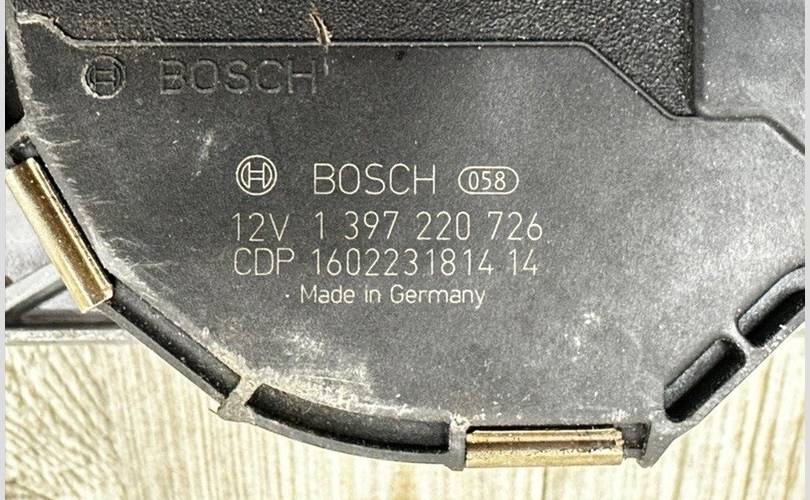 BOSCH
BOSCH 058
12V 1 397 220 726
CDP 1602231814 14
Made in Germany